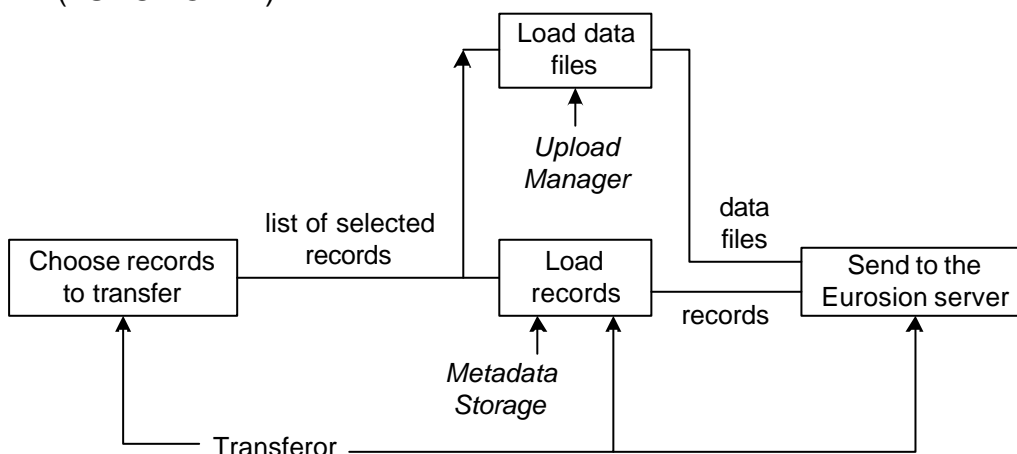 Load data
files
Upload
Manager
list of selected
records
data
files
Choose records
to transfer
Load
records
Send to the
Eurosion server
records
Metadata
Storage
Transferor